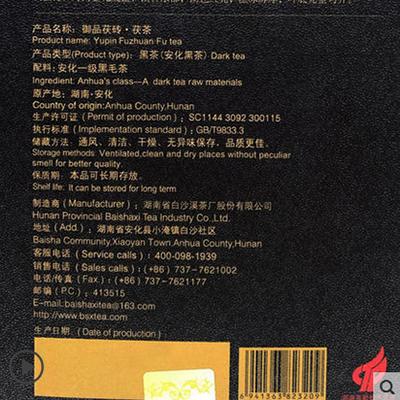 产品名称：御品茯砖·茯茶
(Product name): Yupin Fuzhuan Fu tea
产品类型(Product type): 黑茶(安化黑茶) Dark tea
配料：安化一级黑毛茶
Ingredient: Anhua's class—A dark tea raw materials
原产地：湖南·安化
Country of origin:Anhua County,Hunan
生产许可证（Permit of production）：SC1144 3092 300115
执行标准（Implementation standard）: GB/T9833.3
储藏方法：通风、清洁、干燥、无异味保存，品质更佳。
Storage methods: Ventilated,clean and dry places without peculiar
smell for better quality.
保质期：本品可长期存放。
Shelf life: It can be stored for long term
制造商（Manufacturer）: 湖南省白沙溪茶厂股份有限公司
Hunan Provincial Baishaxi Tea Industry Co.,Ltd.
地址：湖南省安化县小淹镇白沙社区
Baisha Community,Xiaoyan Town,Anhua County,Hunan
客服电话（Service calls）: 400-098-1939
销售电话（Sales calls）: (+86) 737-7621002
电话/传真（Tel./Fax.）: (+86) 737-7621177
邮编（P.C.）: 413515
E-mail:baishaxitea@163.com
http://www.bsxtea.com
生产日期：（Date of production）:
6 941363 823209